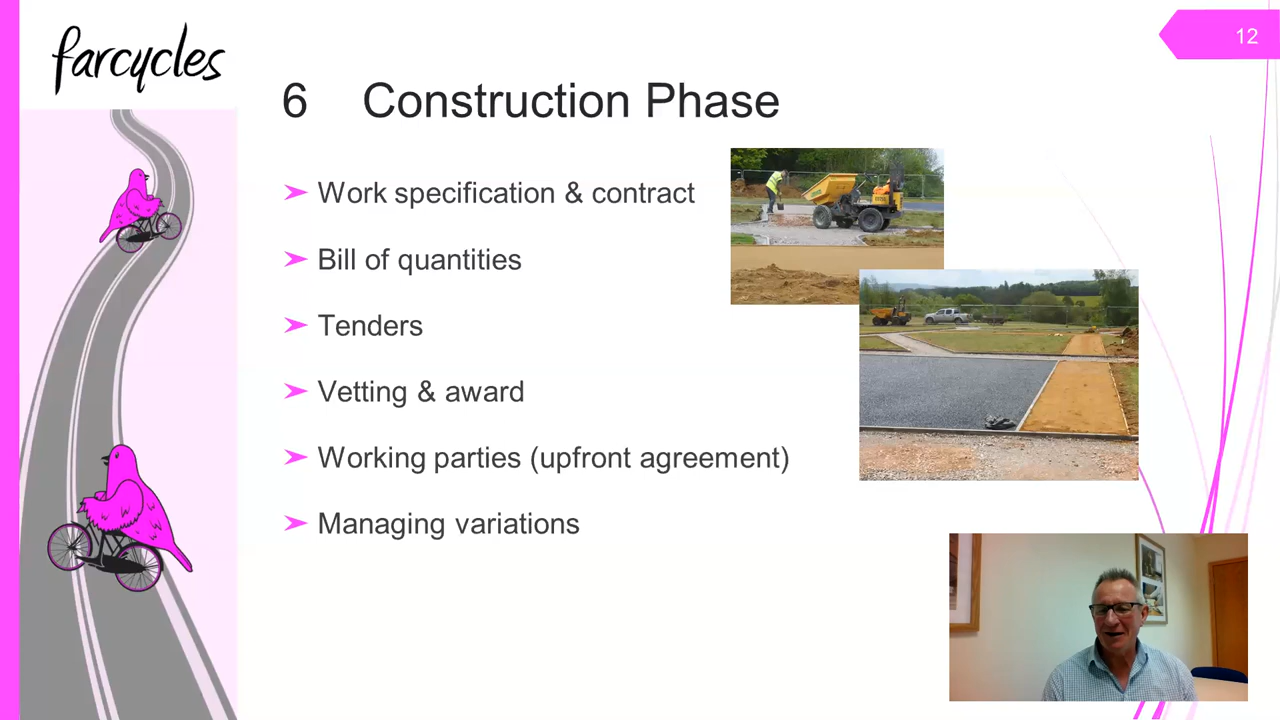 farcycles
12
6 Construction Phase
➤ Work specification & contract
➤ Bill of quantities
➤ Tenders
➤ Vetting & award
➤ Working parties (upfront agreement)
➤ Managing variations